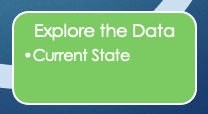 Explore the Data
•Current State